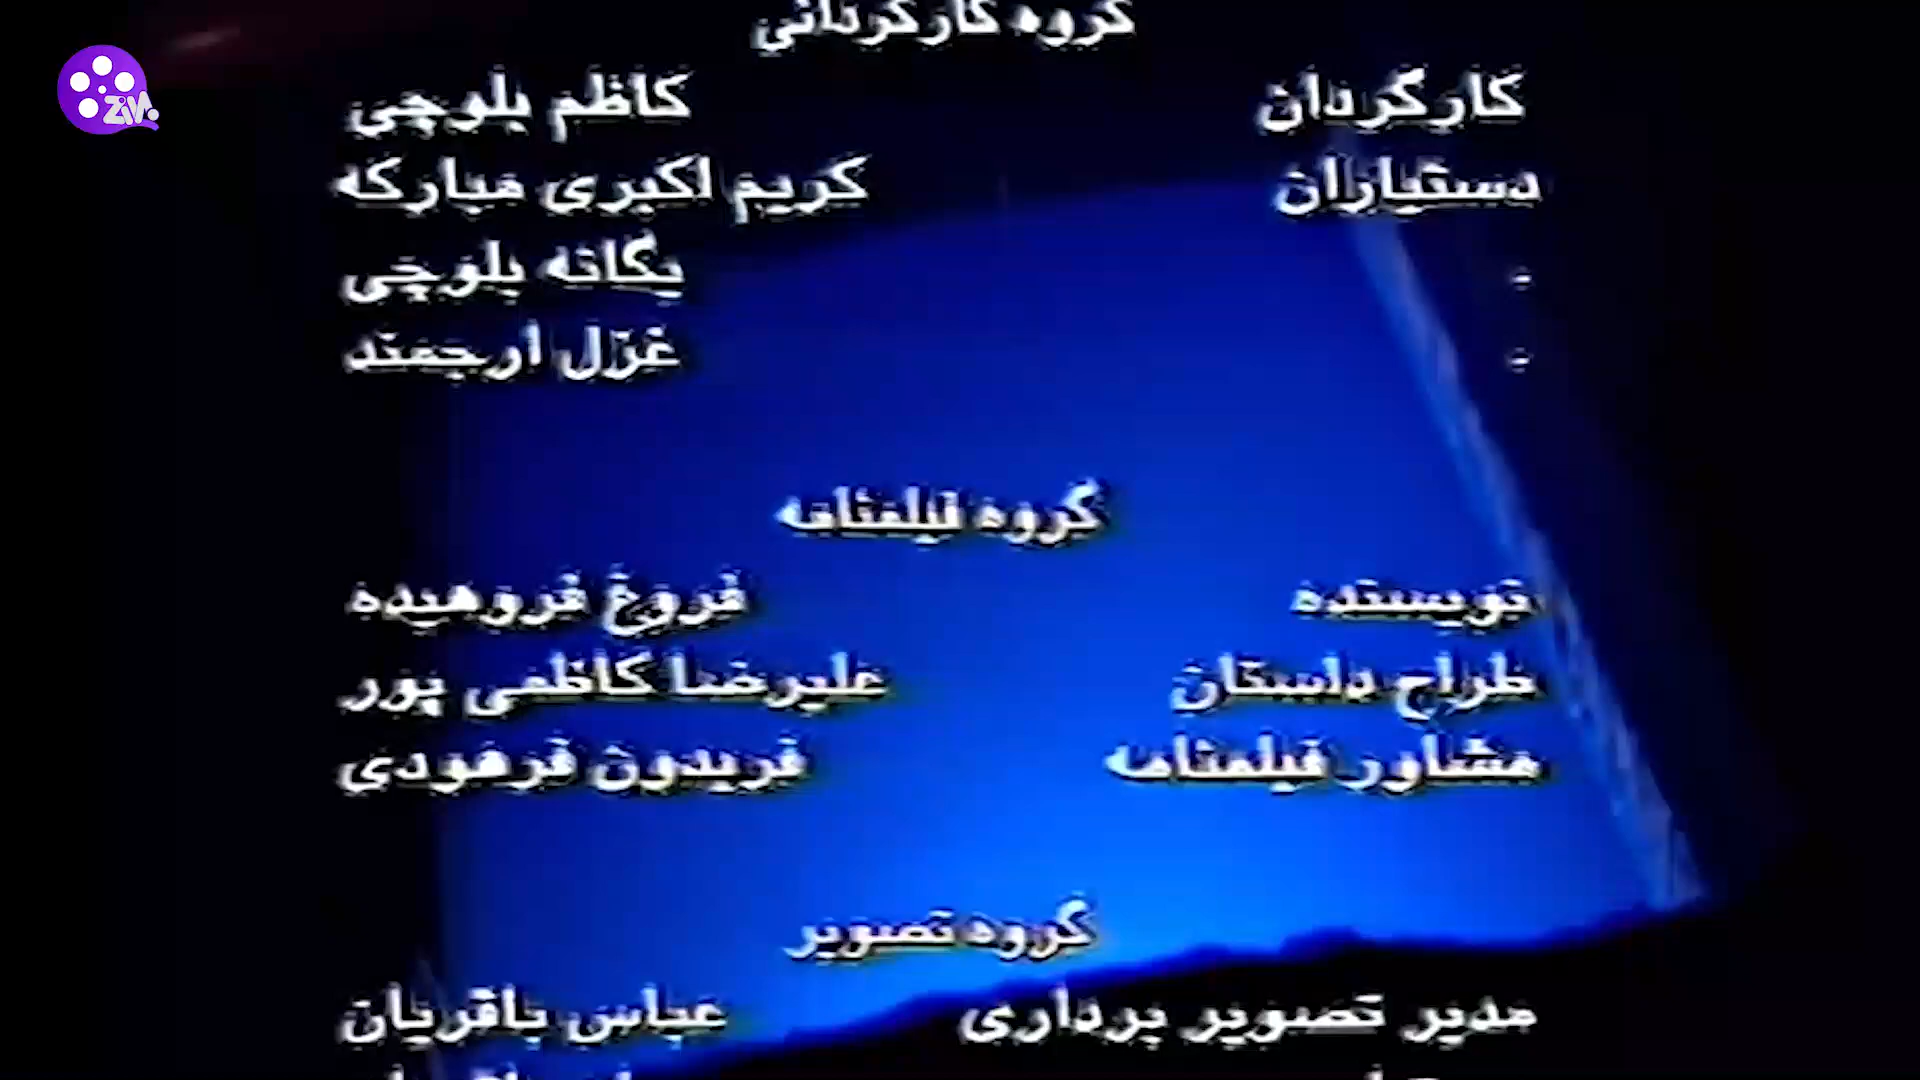 ZiVo
گروه کارگردانی
کارگردان کاظم بلوچی
دستیاران کریم اکبری مبارکه
" یگانه بلوچی
" غزل ارجمند
گروه فیلمنامه
نویسنده فروغ فروهیده
طراح داستان علیرضا کاظمی پور
مشاور فیلمنامه فریدون فرهودی
گروه تصویر
مدیر تصویر برداری عباس باقریان